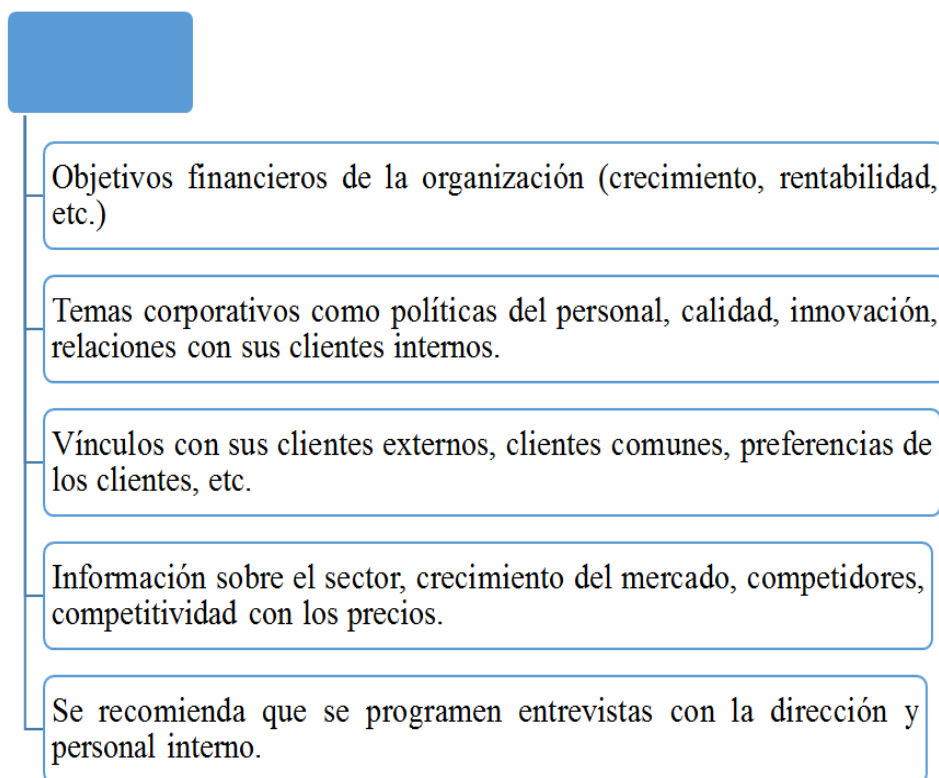 Objetivos financieros de la organización (crecimiento, rentabilidad,
etc.)
Temas corporativos como políticas del personal, calidad, innovación,
relaciones con sus clientes internos.
Vínculos con sus clientes externos, clientes comunes, preferencias de
los clientes, etc.
Información sobre el sector, crecimiento del mercado, competidores,
competitividad con los precios.
Se recomienda que se programen entrevistas con la dirección y
personal interno.